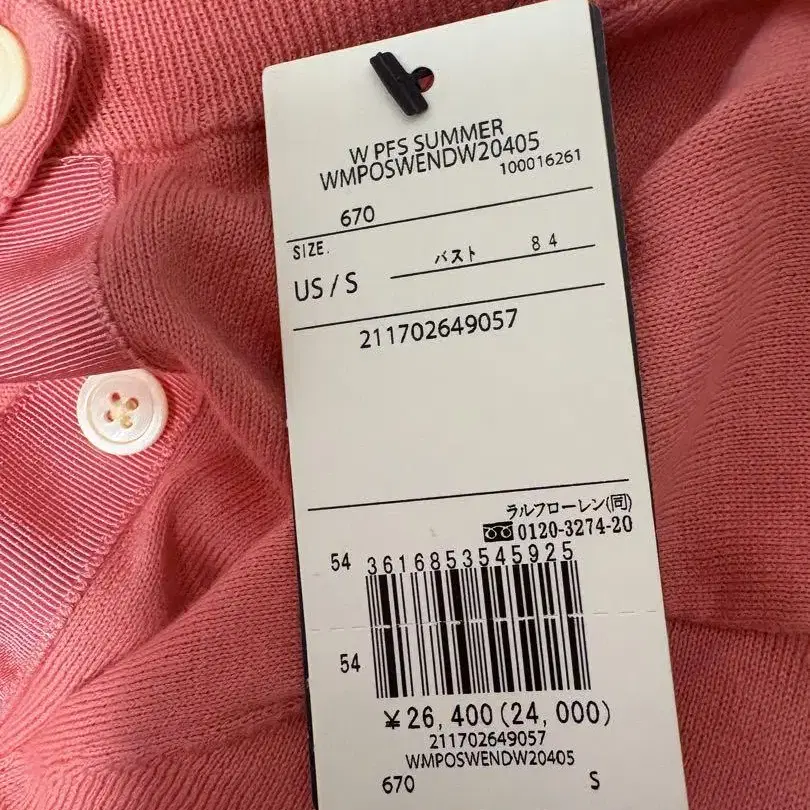 W PFS SUMMER
WMPOSWENDW20405
100016261
670
SIZE.
バスト 84
US / S
211702649057
ラルフローレン(同)
0120-3274-20
54 3616853545925
54
¥26,400(24,000)
211702649057
WMPOSWENDW20405
670 S